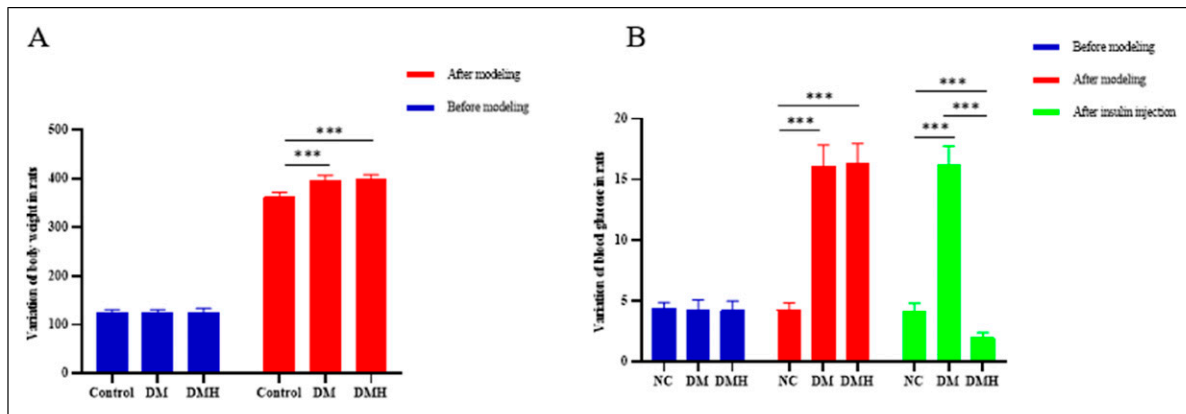 A
After modeling
Before modeling
Variation of body weight in rats
500
400
300
200
100
0
***
***
Control DM DMH Control DM DMH
B
Before modeling
After modeling
After insulin injection
Variation of blood glucose in rats
20
15
10
5
0
***
***
***
***
***
NC DM DMH NC DM DMH NC DM DMH